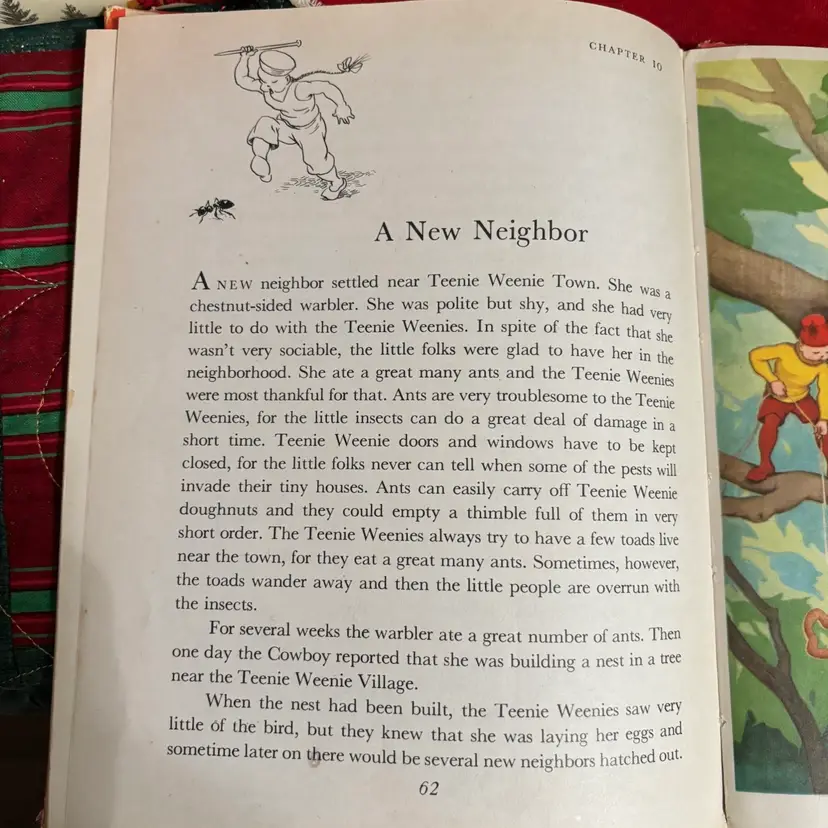 CHAPTER 10
A New Neighbor
A NEW neighbor settled near Teenie Weenie Town. She was a
chestnut-sided warbler. She was polite but shy, and she had very
little to do with the Teenie Weenies. In spite of the fact that she
wasn't very sociable, the little folks were glad to have her in the
neighborhood. She ate a great many ants and the Teenie Weenies
were most thankful for that. Ants are very troublesome to the Teenie
Weenies, for the little insects can do a great deal of damage in a
short time. Teenie Weenie doors and windows have to be kept
closed, for the little folks never can tell when some of the pests will
invade their tiny houses. Ants can easily carry off Teenie Weenie
doughnuts and they could empty a thimble full of them in very
short order. The Teenie Weenies always try to have a few toads live
near the town, for they eat a great many ants. Sometimes, however,
the toads wander away and then the little people are overrun with
the insects.
For several weeks the warbler ate a great number of ants. Then
one day the Cowboy reported that she was building a nest in a tree
near the Teenie Weenie Village.
When the nest had been built, the Teenie Weenies saw very
little of the bird, but they knew that she was laying her eggs and
sometime later on there would be several new neighbors hatched out.
62